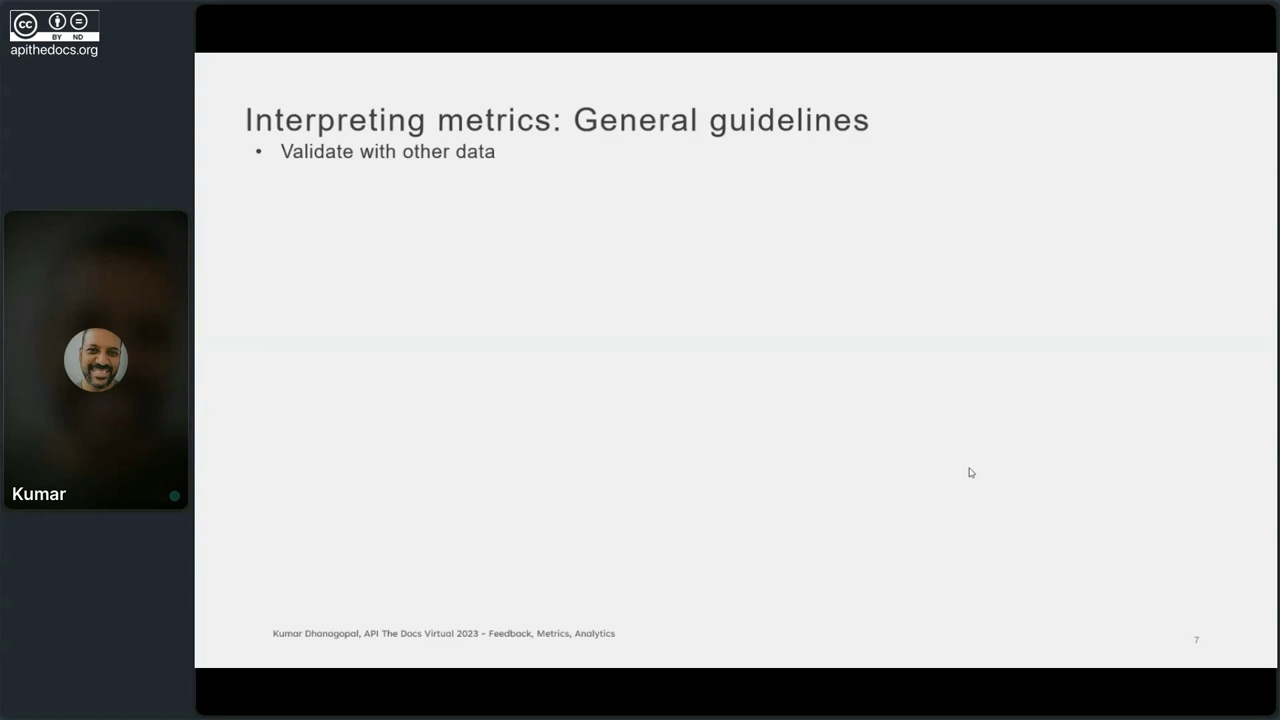 CC BY ND
apithedocs.org
Interpreting metrics: General guidelines
• Validate with other data
Kumar
Kumar Dhanagopal, API The Docs Virtual 2023 – Feedback, Metrics, Analytics
7